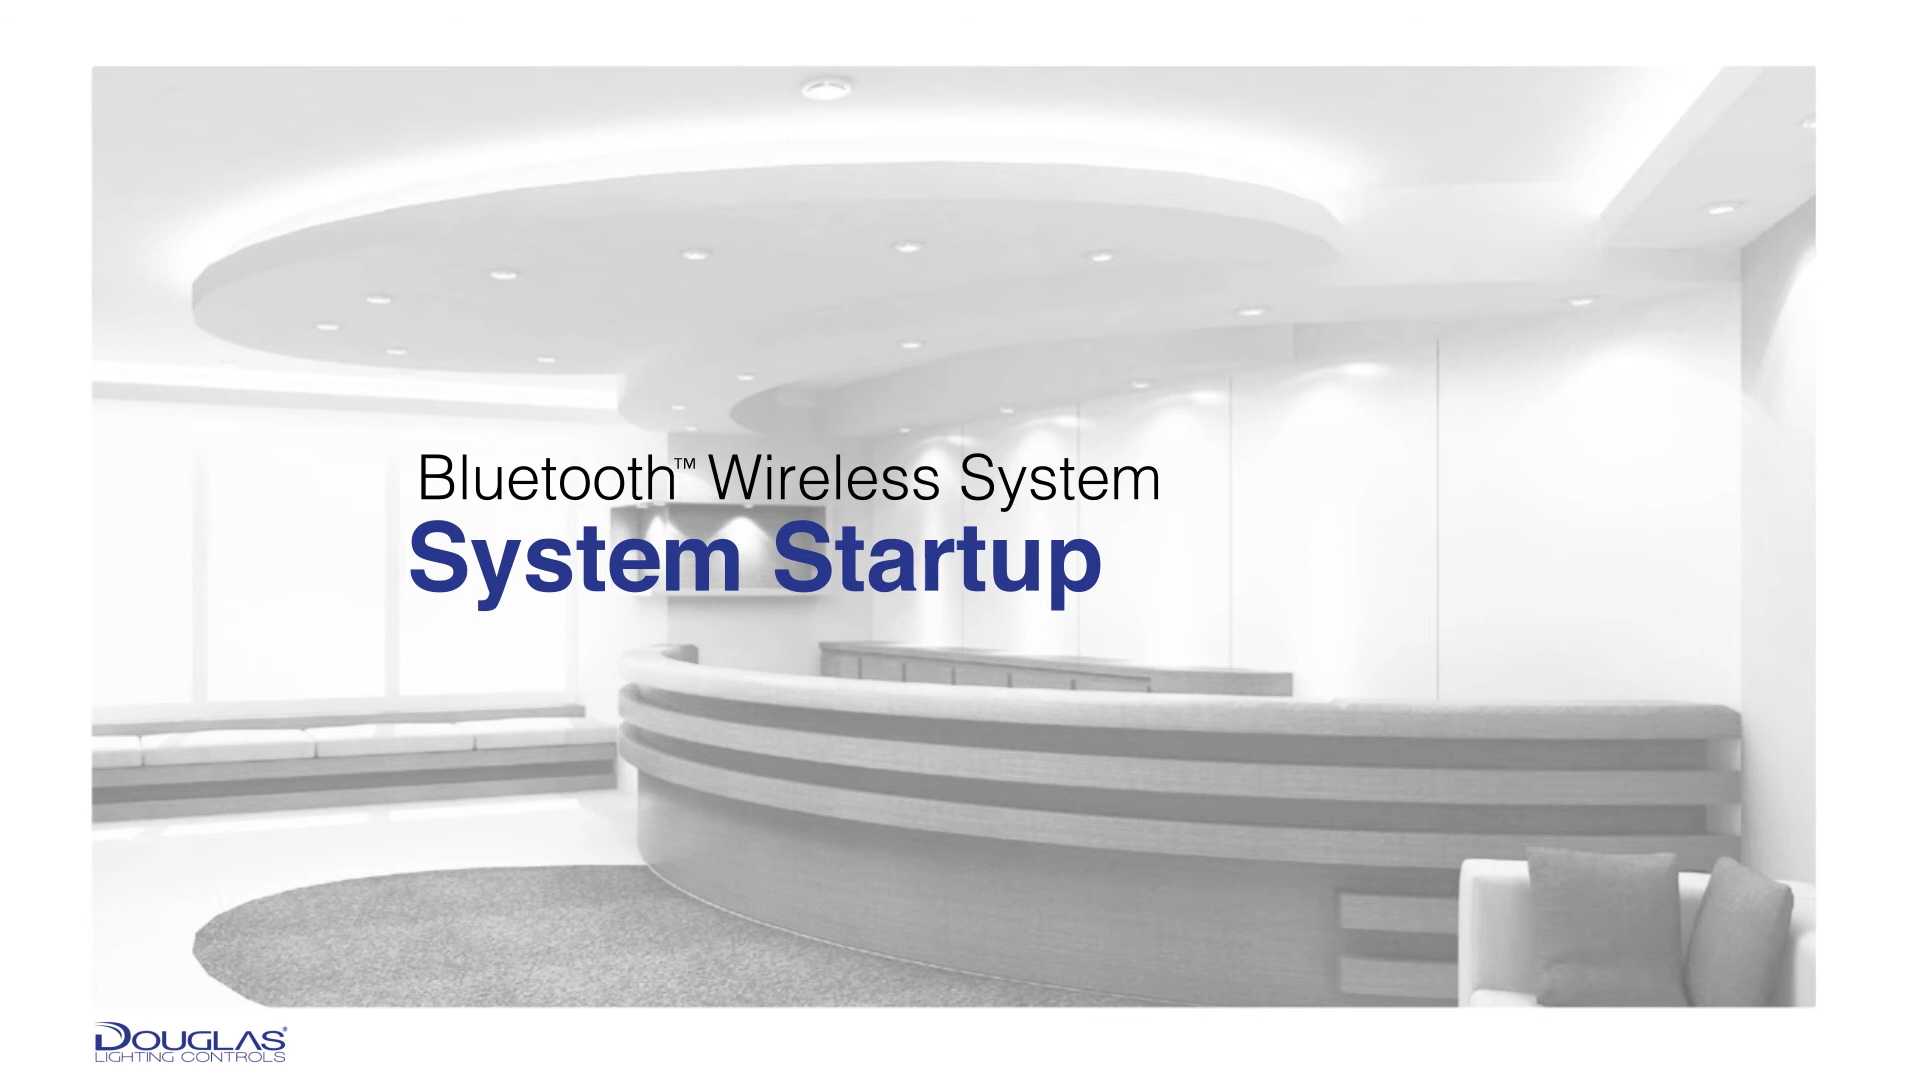 Bluetooth™ Wireless System
System Startup
DOUGLAS®
LIGHTING CONTROLS